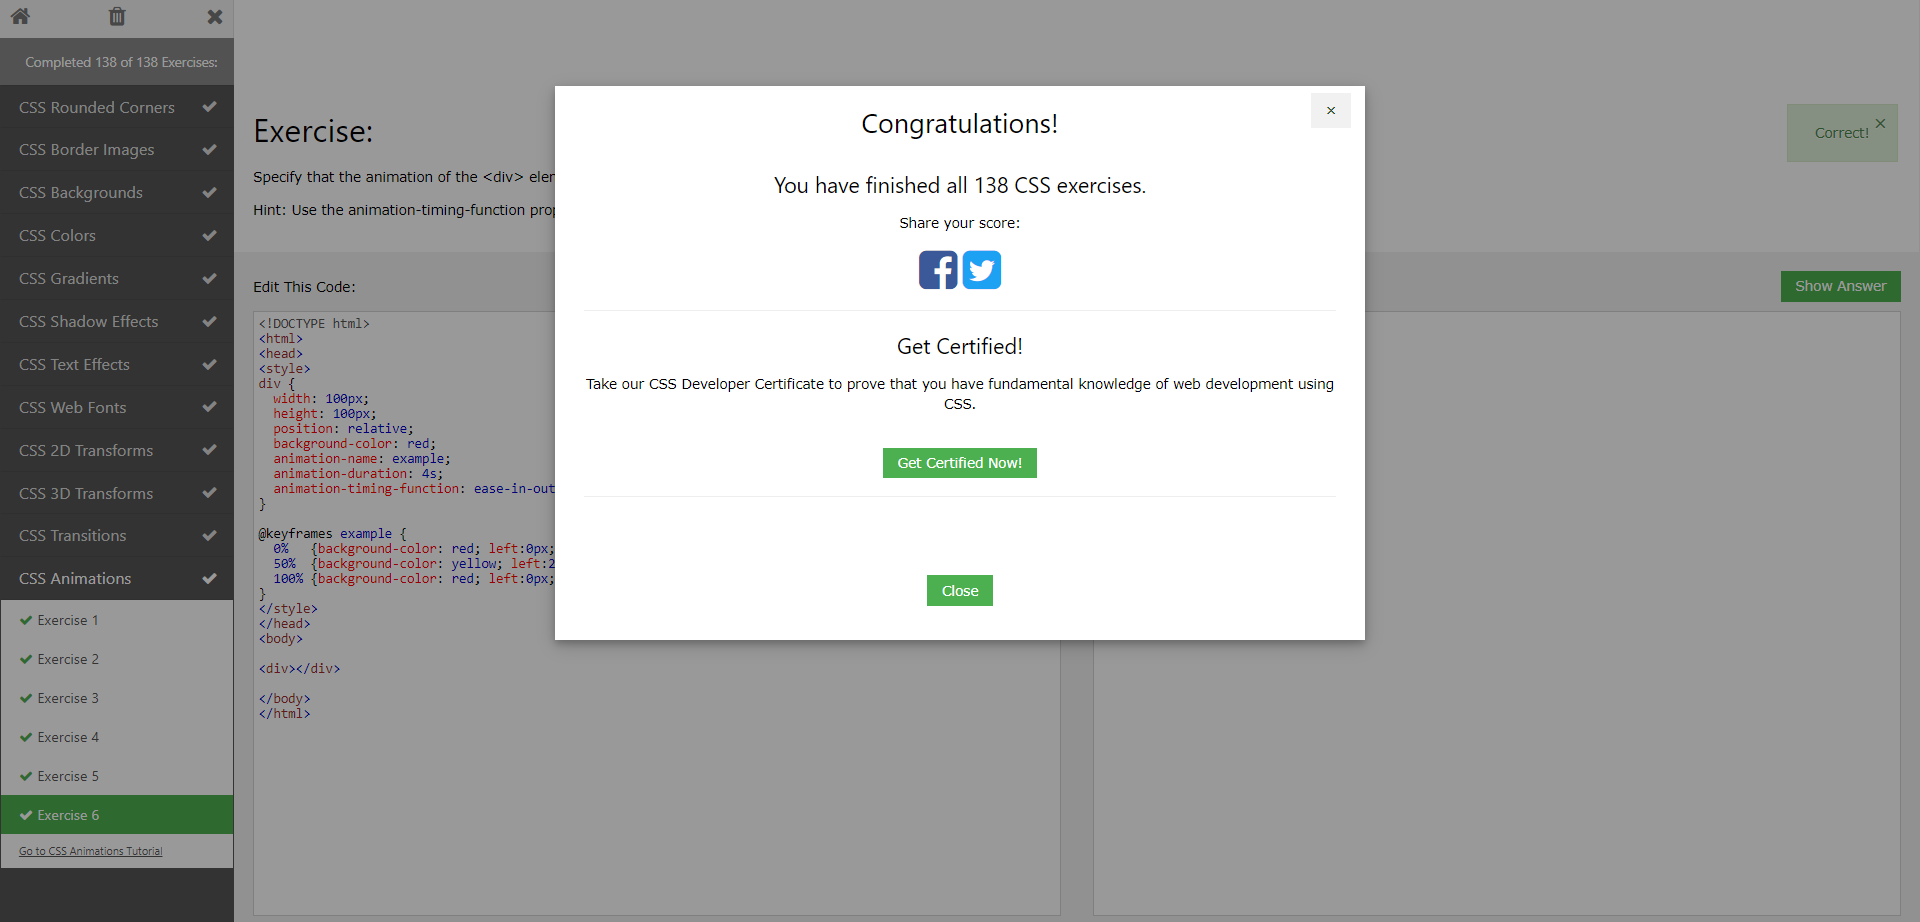 Completed 138 of 138 Exercises:
CSS Rounded Corners
CSS Border Images
CSS Backgrounds
CSS Colors
CSS Gradients
CSS Shadow Effects
CSS Text Effects
CSS Web Fonts
CSS 2D Transforms
CSS 3D Transforms
CSS Transitions
CSS Animations
Exercise 1
Exercise 2
Exercise 3
Exercise 4
Exercise 5
Exercise 6
Go to CSS Animations Tutorial
Exercise:
Specify that the animation of the <div> elen
Hint: Use the animation-timing-function prop
Correct! ×
Edit This Code:
Show Answer
<!DOCTYPE html>
<html>
<head>
<style>
div {
  width: 100px;
  height: 100px;
  position: relative;
  background-color: red;
  animation-name: example;
  animation-duration: 4s;
  animation-timing-function: ease-in-out
}
@keyframes example {
  0%   {background-color: red; left:0px;
  50%  {background-color: yellow; left:2
  100% {background-color: red; left:0px;
}
</style>
</head>
<body>
<div></div>
</body>
</html>
×
Congratulations!
You have finished all 138 CSS exercises.
Share your score:
Get Certified!
Take our CSS Developer Certificate to prove that you have fundamental knowledge of web development using
CSS.
Get Certified Now!
Close